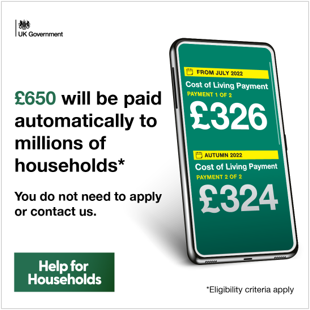 UK Government
£650 will be paid
automatically to
millions of
households*
You do not need to apply
or contact us.
Help for
Households
FROM JULY 2022
Cost of Living Payment
PAYMENT 1 OF 2
£326
AUTUMN 2022
Cost of Living Payment
PAYMENT 2 OF 2
£324
*Eligibility criteria apply